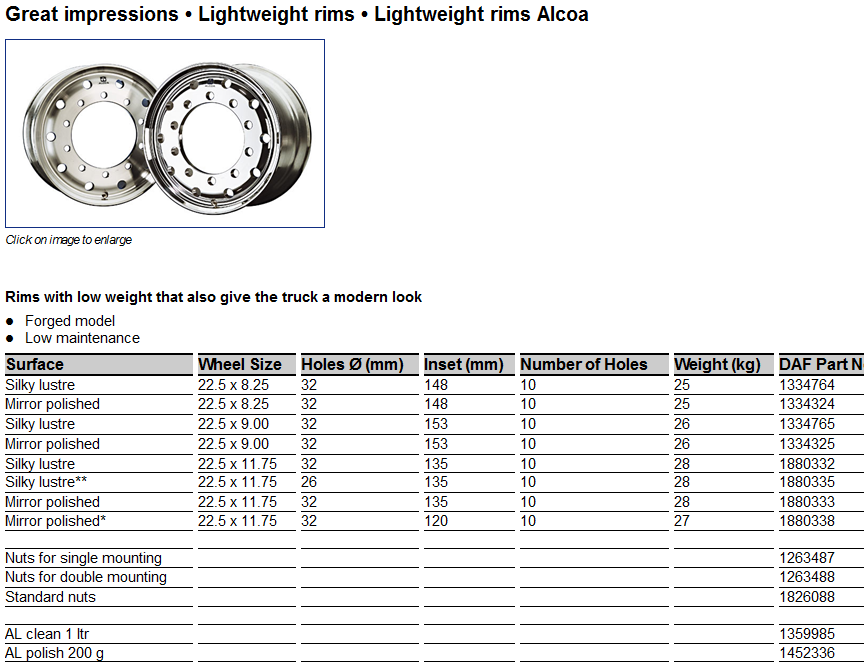 Great impressions • Lightweight rims • Lightweight rims Alcoa
Click on image to enlarge
Rims with low weight that also give the truck a modern look
● Forged model
● Low maintenance
Surface Wheel Size Holes Ø (mm) Inset (mm) Number of Holes Weight (kg) DAF Part N
Silky lustre 22.5 x 8.25 32 148 10 25 1334764
Mirror polished 22.5 x 8.25 32 148 10 25 1334324
Silky lustre 22.5 x 9.00 32 153 10 26 1334765
Mirror polished 22.5 x 9.00 32 153 10 26 1334325
Silky lustre 22.5 x 11.75 32 135 10 28 1880332
Silky lustre** 22.5 x 11.75 26 135 10 28 1880335
Mirror polished 22.5 x 11.75 32 135 10 28 1880333
Mirror polished* 22.5 x 11.75 32 120 10 27 1880338
Nuts for single mounting 1263487
Nuts for double mounting 1263488
Standard nuts 1826088
AL clean 1 ltr 1359985
AL polish 200 g 1452336